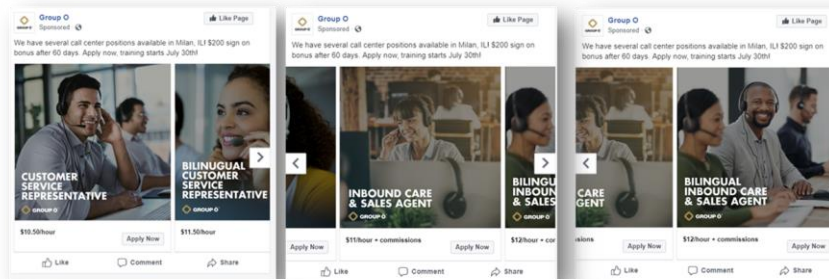 Group O
Like Page
Sponsored
GROUP O
We have several call center positions available in Milan, IL! $200 sign on
bonus after 60 days. Apply now, training starts July 30th!
CUSTOMER
SERVICE
REPRESENTATIVE
GROUP O
BILINUGUAL
CUSTOMER
SERVICE
REPRESENTATIVE
GROUP O
$10.50/hour
Apply Now
$11.50/hour
Like
Comment
Share
Group O
Like Page
Sponsored
GROUP O
We have several call center positions available in Milan, IL! $200 sign on
bonus after 60 days. Apply now, training starts July 30th!
INBOUND CARE
& SALES AGENT
GROUP O
BILINGU
INBOUND
& SALES
GROUP O
Apply Now
$11/hour + commissions
Apply Now
$12/hour + cor
Like
Comment
Share
Group O
Like Page
Sponsored
GROUP O
We have several call center positions available in Milan, IL! $200 sign on
bonus after 60 days. Apply now, training starts July 30th!
CARE
AGENT
BILINGUAL
INBOUND CARE
& SALES AGENT
GROUP O
sions
Apply Now
$12/hour + commissions
Apply Now
Like
Comment
Share